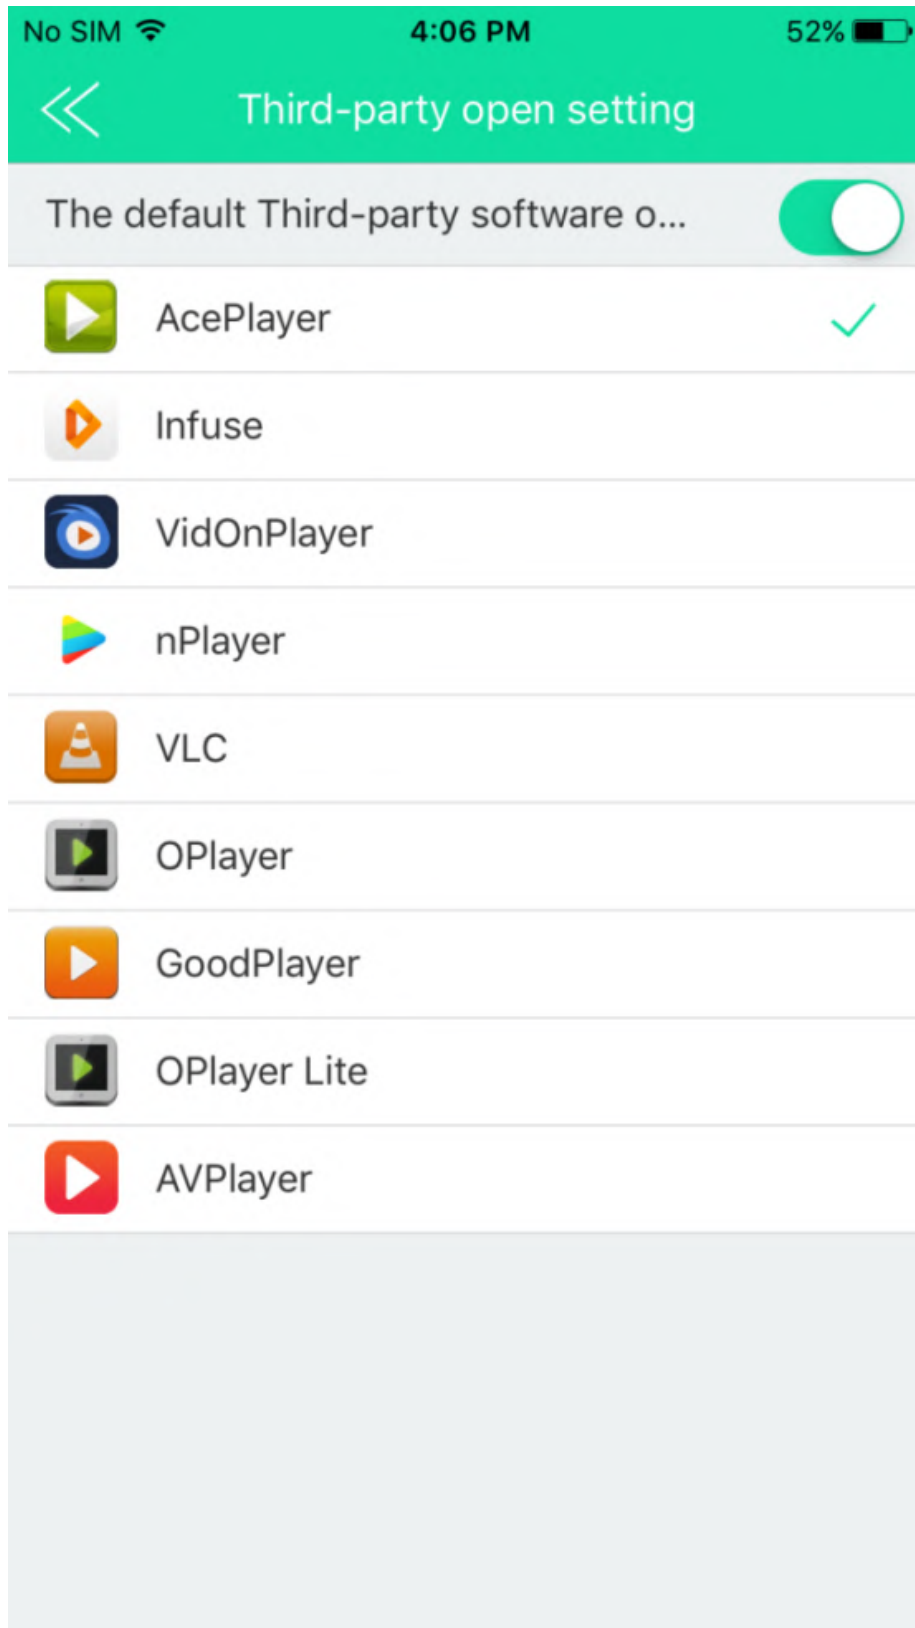 No SIM 4:06 PM 52%
Third-party open setting
The default Third-party software o...
AcePlayer
Infuse
VidOnPlayer
nPlayer
VLC
OPlayer
GoodPlayer
OPlayer Lite
AVPlayer